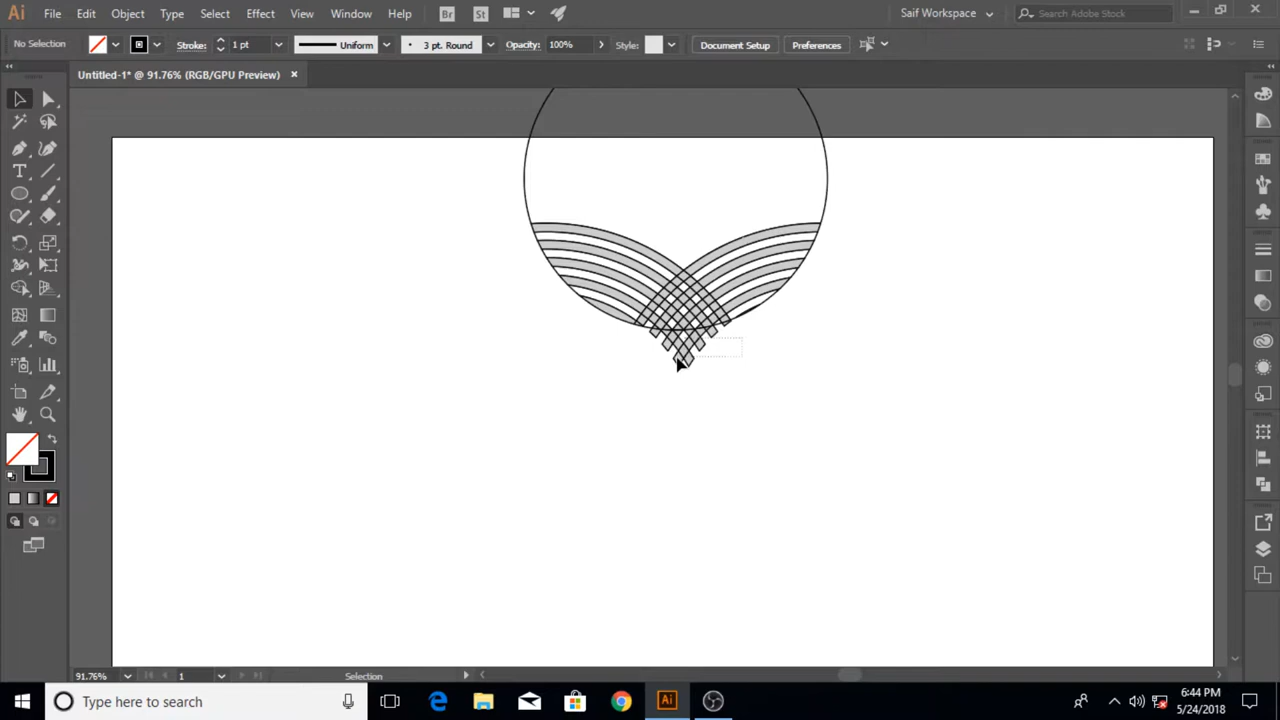 Ai File Edit Object Type Select Effect View Window Help Br St Saif Workspace Search Adobe Stock
No Selection Stroke: 1 pt Uniform 3 pt. Round Opacity: 100% Style: Document Setup Preferences
Untitled-1* @ 91.76% (RGB/GPU Preview)
T
91.76% 1 Selection
Type here to search Ai 6:44 PM
5/24/2018